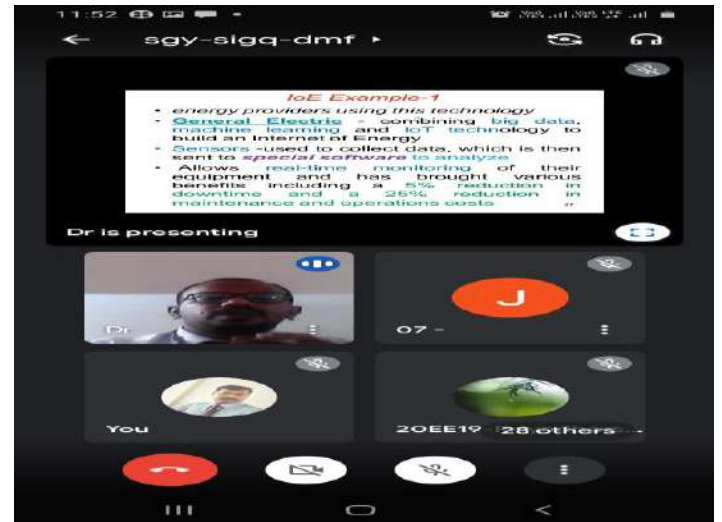 11:52
sgy-sigq-dmf
IoE Example-1
• energy providers using this technology
• General Electric - combining big data,
machine learning and IoT technology to
build an Internet of Energy
• Sensors -used to collect data, which is then
sent to special software to analyze
• Allows real-time monitoring of their
equipment and has brought various
benefits including a 5% reduction in
downtime and a 25% reduction in
maintenance and operations costs
Dr is presenting
Dr
J
07 -
You
20EE19
28 others